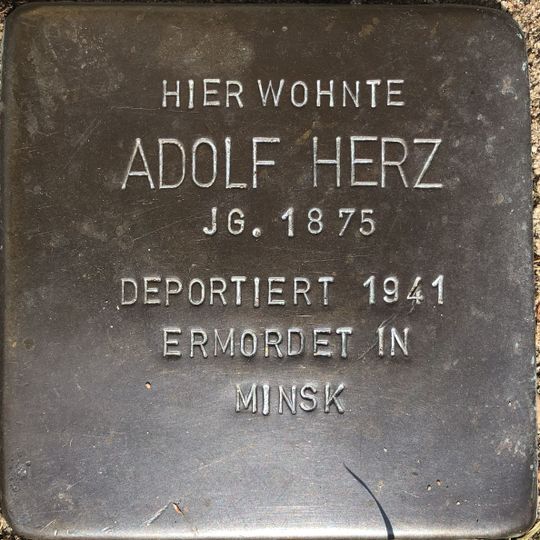 HIER WOHNTE
ADOLF HERZ
JG. 1875
DEPORTIERT 1941
ERMORDET IN
MINSK